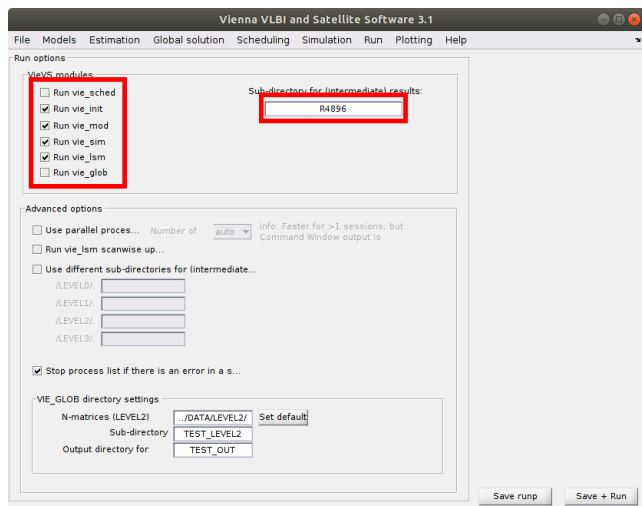 Vienna VLBI and Satellite Software 3.1
File Models Estimation Global solution Scheduling Simulation Run Plotting Help
Run options
VieVS modules
Run vie_sched
Sub-directory for (intermediate) results:
Run vie_init
R4896
Run vie_mod
Run vie_sim
Run vie_lsm
Run vie_glob
Advanced options
Use parallel proces... Number of auto Info: Faster for >1 sessions, but
Command Window output is
Run vie_lsm scanwise up...
Use different sub-directories for (intermediate...
/LEVEL0/.
/LEVEL1/.
/LEVEL2/.
/LEVEL3/.
Stop process list if there is an error in a s...
VIE_GLOB directory settings
N-matrices (LEVEL2) ../DATA/LEVEL2/ Set default
Sub-directory TEST_LEVEL2
Output directory for TEST_OUT
Save runp Save + Run